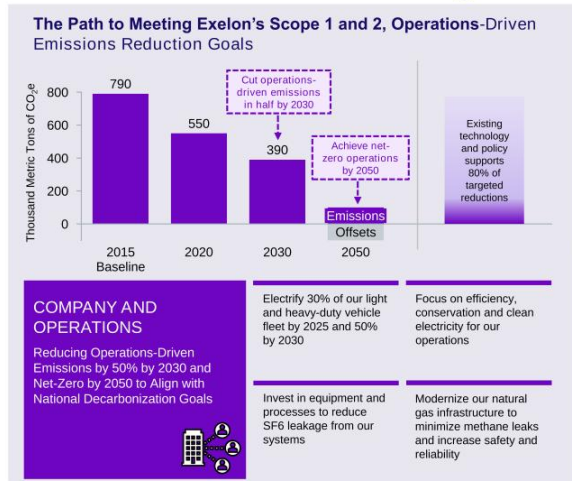 The Path to Meeting Exelon's Scope 1 and 2, Operations-Driven
Emissions Reduction Goals
Thousand Metric Tons of CO₂e
800
600
400
200
0
790
550
390
Cut operations-
driven emissions
in half by 2030
Achieve net-
zero operations
by 2050
Emissions
Offsets
2015
Baseline
2020
2030
2050
Existing
technology
and policy
supports
80% of
targeted
reductions
COMPANY AND
OPERATIONS
Reducing Operations-Driven
Emissions by 50% by 2030 and
Net-Zero by 2050 to Align with
National Decarbonization Goals
Electrify 30% of our light
and heavy-duty vehicle
fleet by 2025 and 50%
by 2030
Focus on efficiency,
conservation and clean
electricity for our
operations
Invest in equipment and
processes to reduce
SF6 leakage from our
systems
Modernize our natural
gas infrastructure to
minimize methane leaks
and increase safety and
reliability